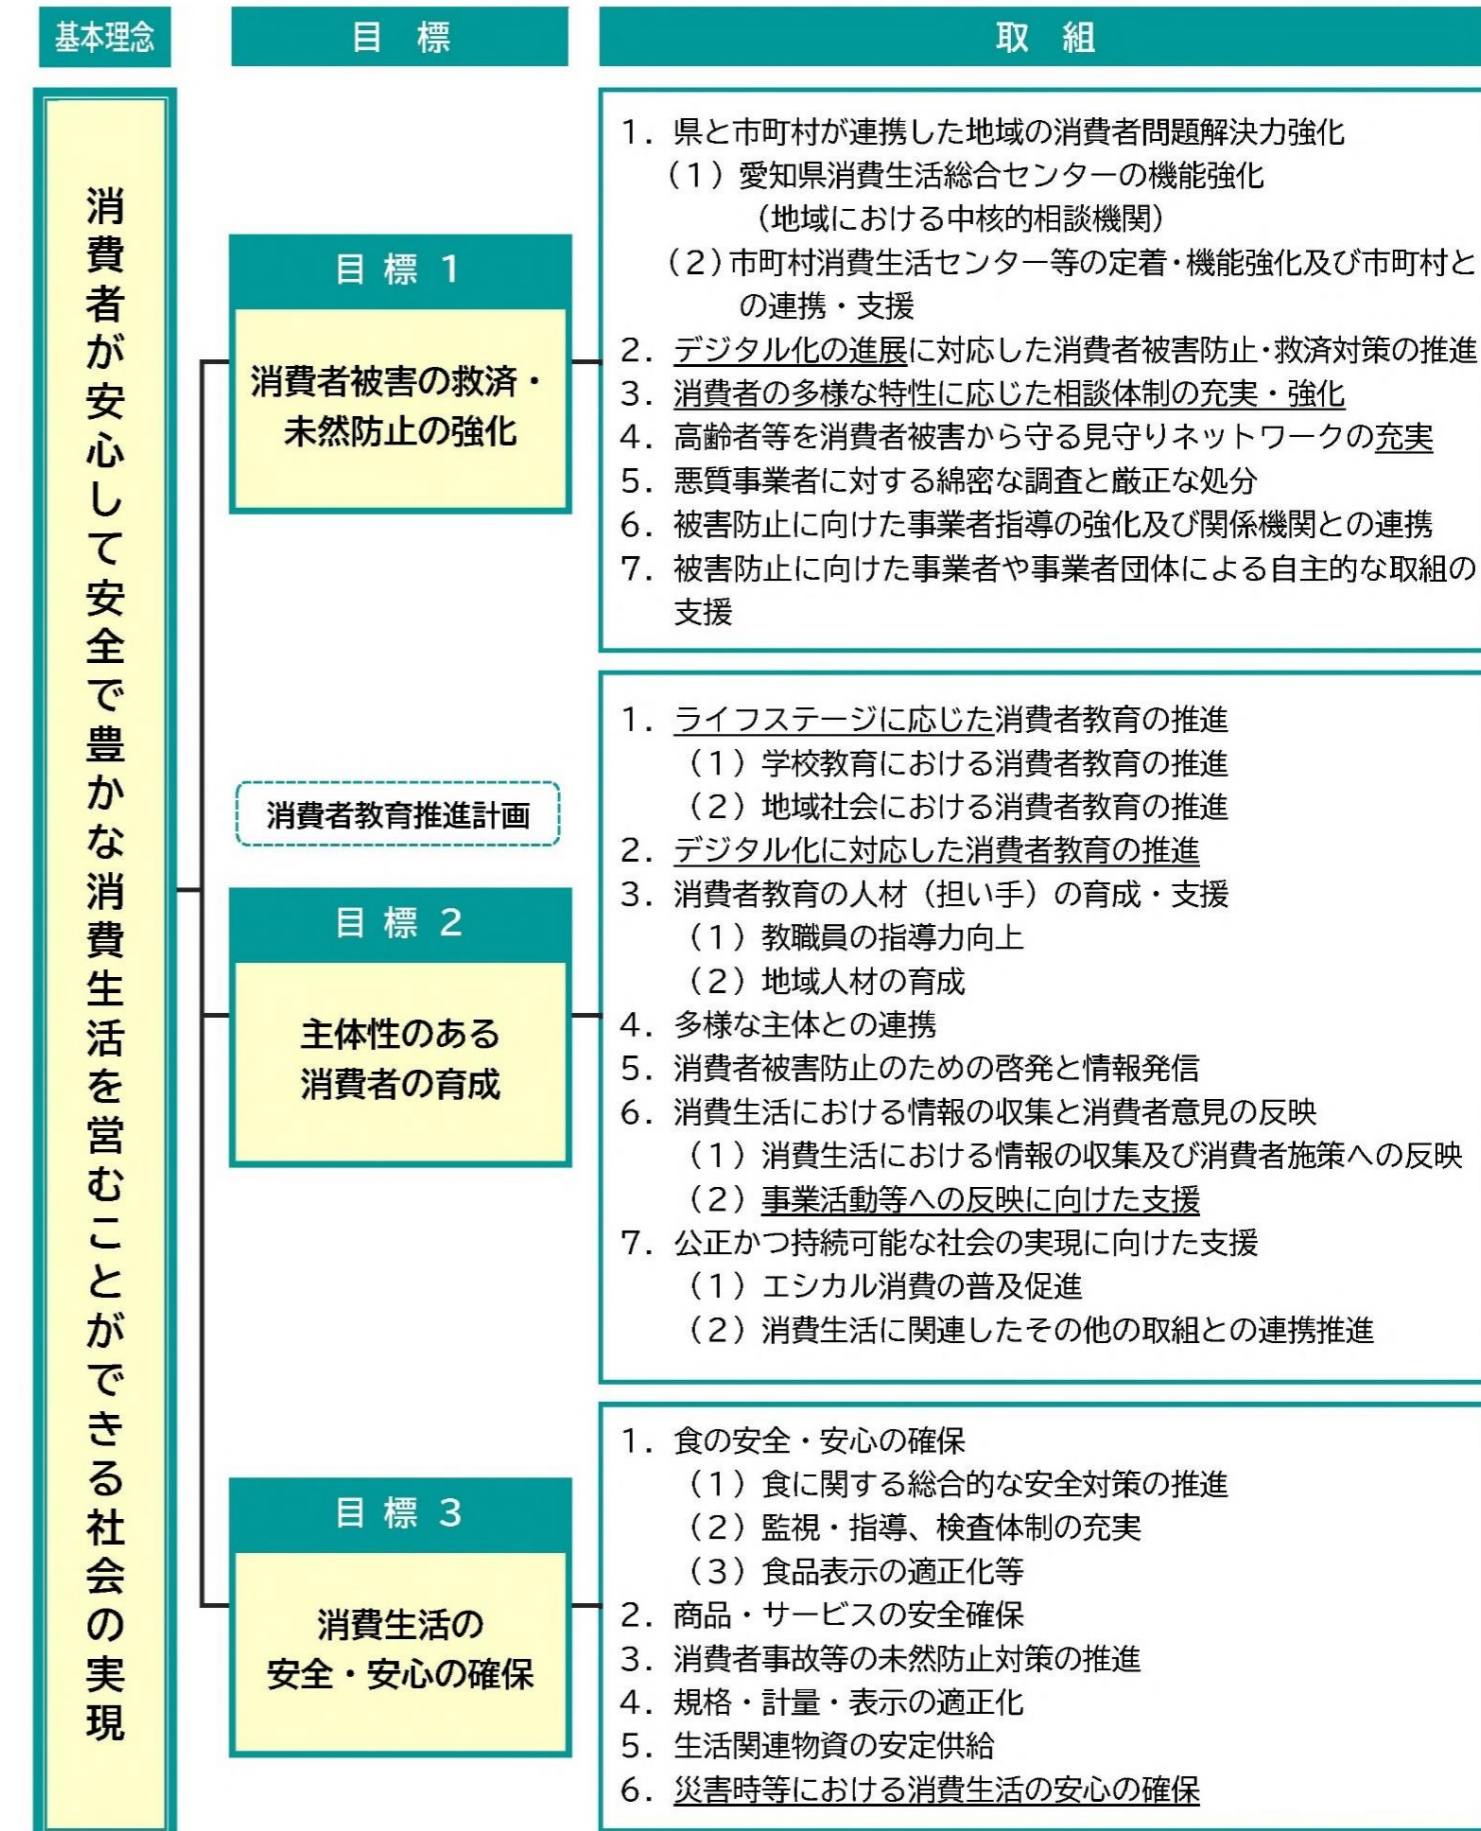 基本理念
目 標
取 組
消費者が安心して安全で豊かな消費生活を営むことができる社会の実現
目 標 1
消費者被害の救済・
未然防止の強化
1. 県と市町村が連携した地域の消費者問題解決力強化
(1)愛知県消費生活総合センターの機能強化
(地域における中核的相談機関)
(2)市町村消費生活センター等の定着・機能強化及び市町村と
の連携・支援
2. デジタル化の進展に対応した消費者被害防止・救済対策の推進
3. 消費者の多様な特性に応じた相談体制の充実・強化
4. 高齢者等を消費者被害から守る見守りネットワークの充実
5. 悪質事業者に対する綿密な調査と厳正な処分
6. 被害防止に向けた事業者指導の強化及び関係機関との連携
7. 被害防止に向けた事業者や事業者団体による自主的な取組の
支援
消費者教育推進計画
目 標 2
主体性のある
消費者の育成
1. ライフステージに応じた消費者教育の推進
(1)学校教育における消費者教育の推進
(2)地域社会における消費者教育の推進
2. デジタル化に対応した消費者教育の推進
3. 消費者教育の人材(担い手)の育成・支援
(1)教職員の指導力向上
(2)地域人材の育成
4. 多様な主体との連携
5. 消費者被害防止のための啓発と情報発信
6. 消費生活における情報の収集と消費者意見の反映
(1)消費生活における情報の収集及び消費者施策への反映
(2)事業活動等への反映に向けた支援
7. 公正かつ持続可能な社会の実現に向けた支援
(1)エシカル消費の普及促進
(2)消費生活に関連したその他の取組との連携推進
目 標 3
消費生活の
安全・安心の確保
1. 食の安全・安心の確保
(1)食に関する総合的な安全対策の推進
(2)監視・指導、検査体制の充実
(3)食品表示の適正化等
2. 商品・サービスの安全確保
3. 消費者事故等の未然防止対策の推進
4. 規格・計量・表示の適正化
5. 生活関連物資の安定供給
6. 災害時等における消費生活の安心の確保